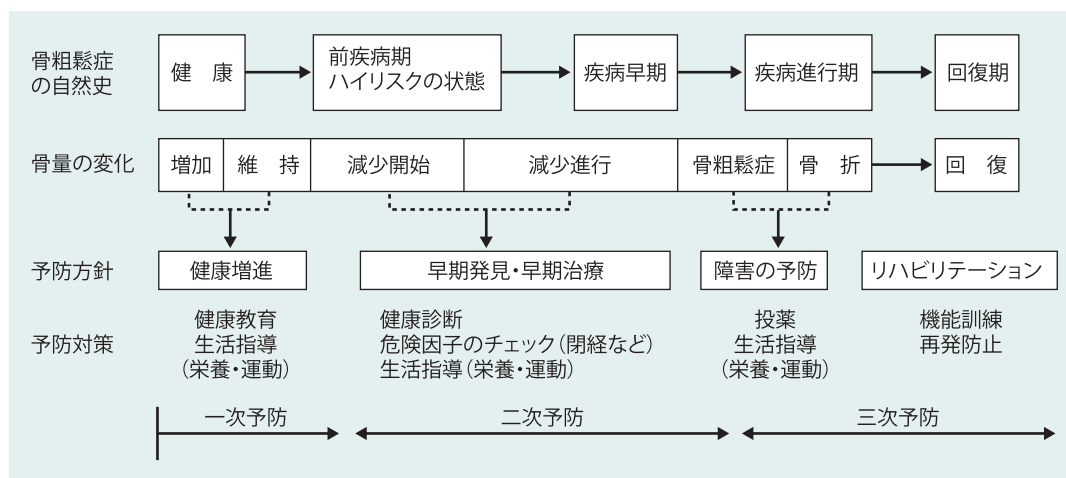 骨粗鬆症
の自然史
健　康
前疾病期
ハイリスクの状態
疾病早期
疾病進行期
回復期
骨量の変化
増加
維　持
減少開始
減少進行
骨粗鬆症
骨　折
回　復
予防方針
健康増進
早期発見・早期治療
障害の予防
リハビリテーション
予防対策
健康教育
生活指導
（栄養・運動）
健康診断
危険因子のチェック（閉経など）
生活指導（栄養・運動）
投薬
生活指導
（栄養・運動）
機能訓練
再発防止
一次予防
二次予防
三次予防